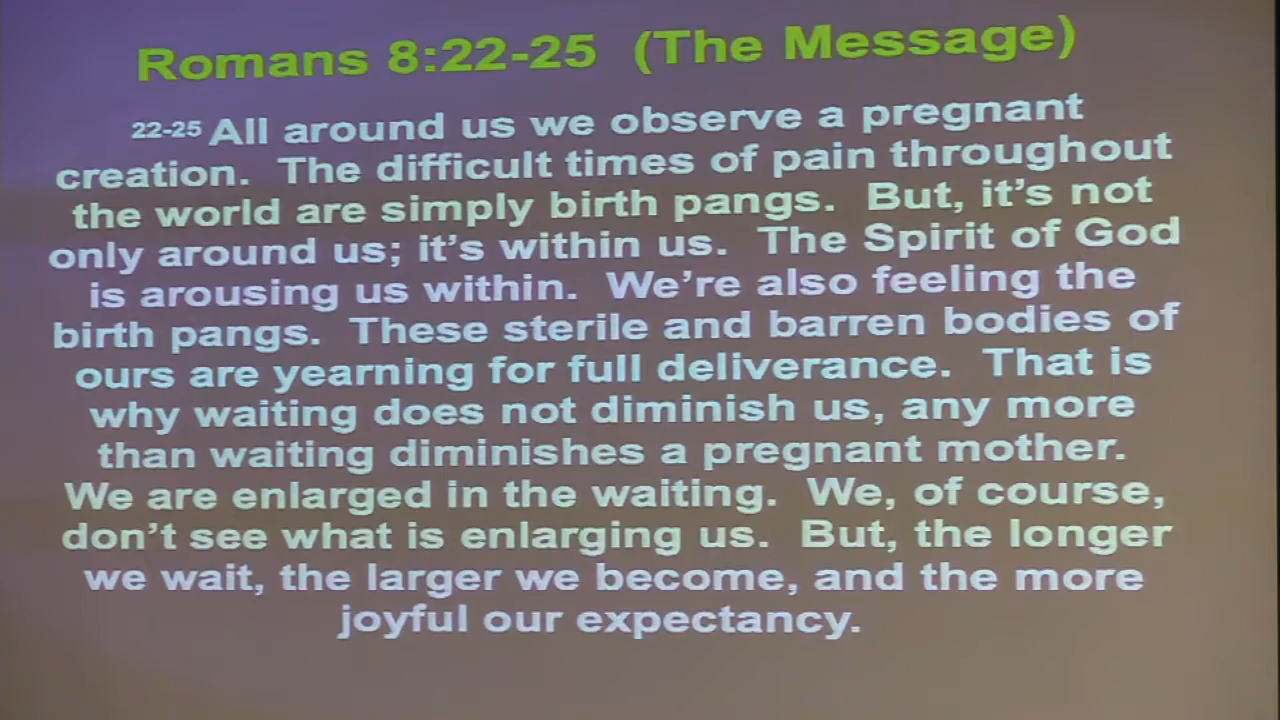 Romans 8:22-25 (The Message)
22-25 All around us we observe a pregnant
creation. The difficult times of pain throughout
the world are simply birth pangs. But, it's not
only around us; it's within us. The Spirit of God
is arousing us within. We're also feeling the
birth pangs. These sterile and barren bodies of
ours are yearning for full deliverance. That is
why waiting does not diminish us, any more
than waiting diminishes a pregnant mother.
We are enlarged in the waiting. We, of course,
don't see what is enlarging us. But, the longer
we wait, the larger we become, and the more
joyful our expectancy.